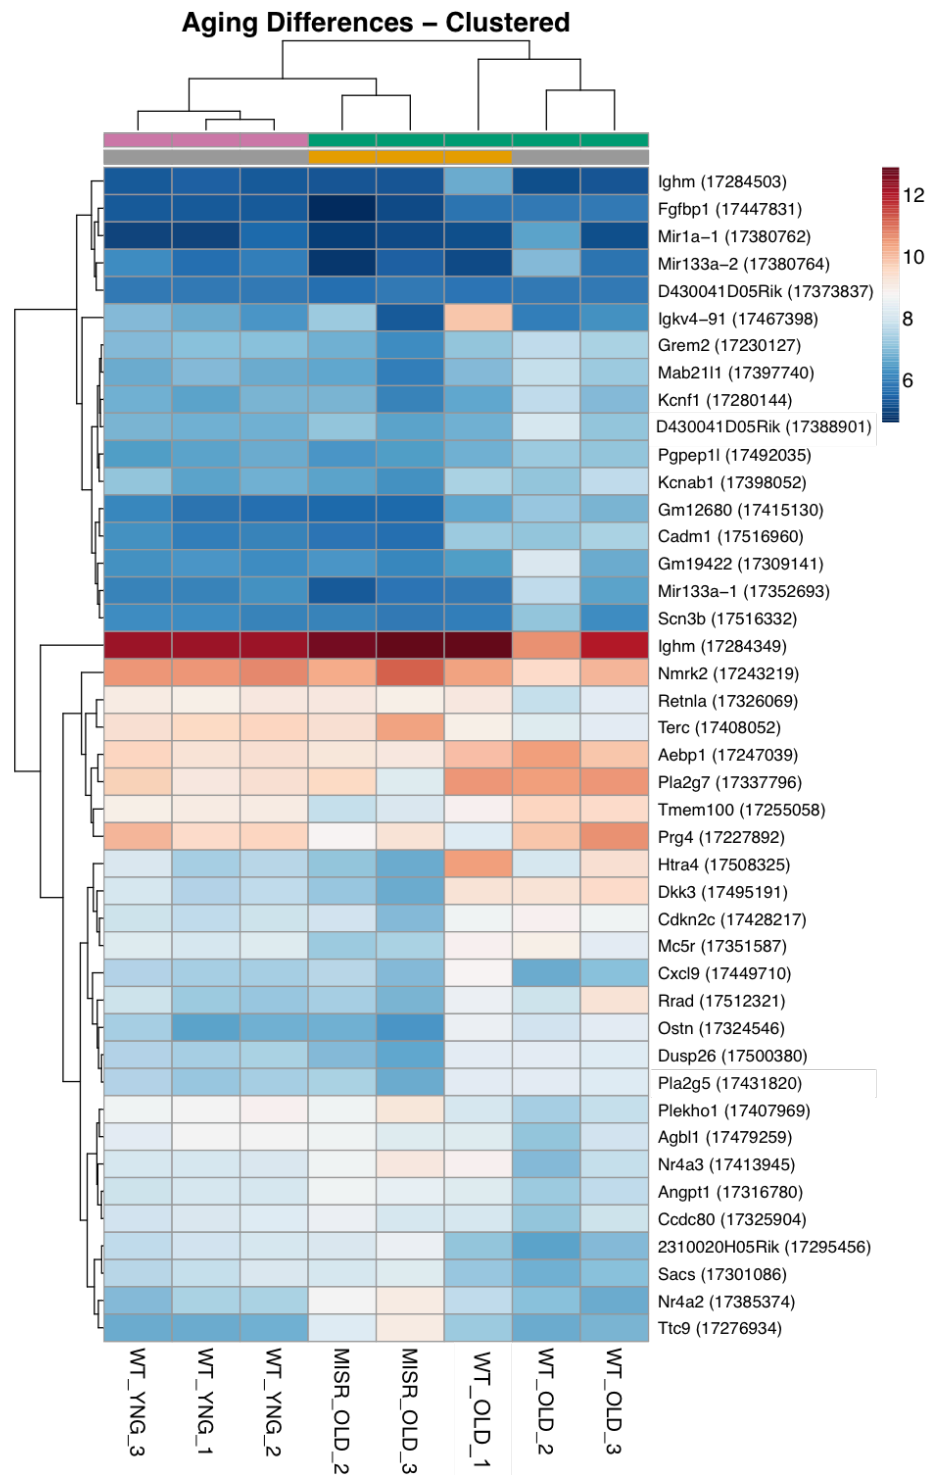 Aging Differences – Clustered
Ighm (17284503)
Fgfbp1 (17447831)
Mir1a−1 (17380762)
Mir133a−2 (17380764)
D430041D05Rik (17373837)
Igkv4−91 (17467398)
Grem2 (17230127)
Mab21l1 (17397740)
Kcnf1 (17280144)
D430041D05Rik (17388901)
Pgpep1l (17492035)
Kcnab1 (17398052)
Gm12680 (17415130)
Cadm1 (17516960)
Gm19422 (17309141)
Mir133a−1 (17352693)
Scn3b (17516332)
Ighm (17284349)
Nmrk2 (17243219)
Retnla (17326069)
Terc (17408052)
Aebp1 (17247039)
Pla2g7 (17337796)
Tmem100 (17255058)
Prg4 (17227892)
Htra4 (17508325)
Dkk3 (17495191)
Cdkn2c (17428217)
Mc5r (17351587)
Cxcl9 (17449710)
Rrad (17512321)
Ostn (17324546)
Dusp26 (17500380)
Pla2g5 (17431820)
Plekho1 (17407969)
Agbl1 (17479259)
Nr4a3 (17413945)
Angpt1 (17316780)
Ccdc80 (17325904)
2310020H05Rik (17295456)
Sacs (17301086)
Nr4a2 (17385374)
Ttc9 (17276934)
12
10
8
6
WT_YNG_3
WT_YNG_1
WT_YNG_2
MISR_OLD_2
MISR_OLD_3
WT_OLD_1
WT_OLD_2
WT_OLD_3